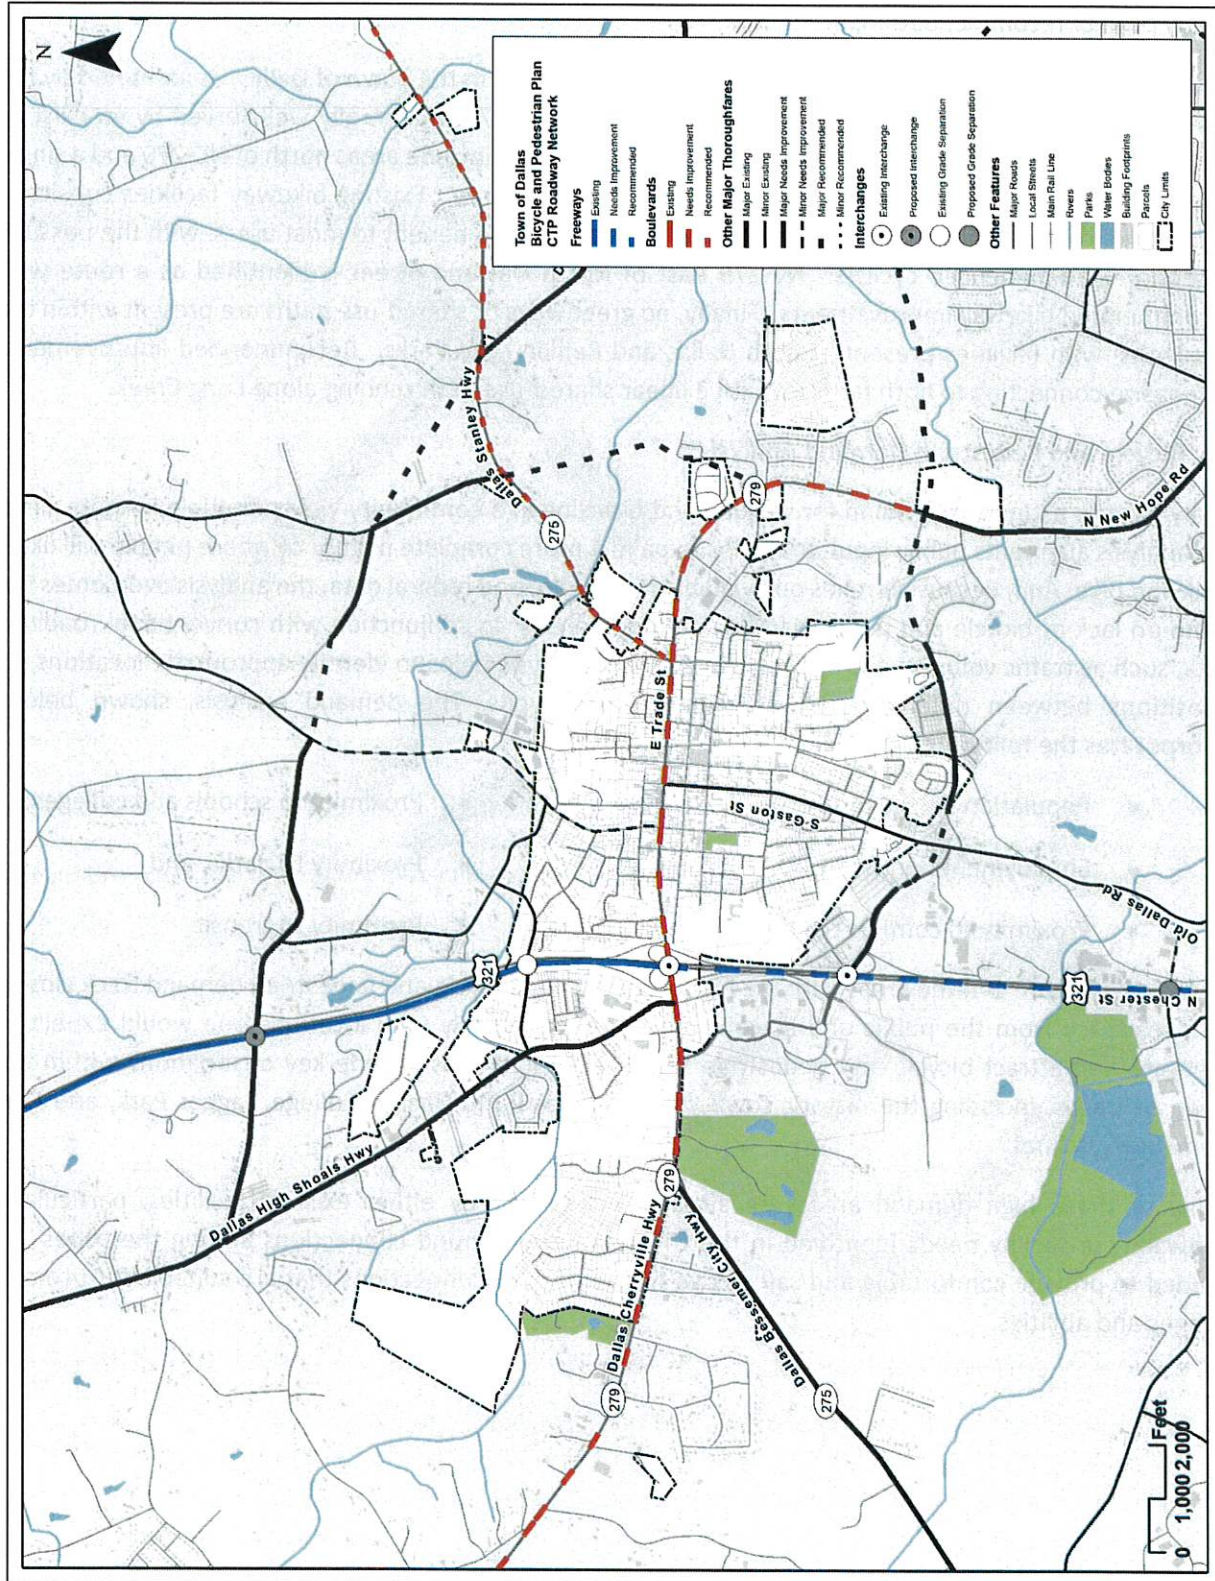 N
Town of Dallas
Bicycle and Pedestrian Plan
CTP Roadway Network
Freeways
Existing
Needs Improvement
Recommended
Boulevards
Existing
Needs Improvement
Recommended
Other Major Thoroughfares
Major Existing
Minor Existing
Major Needs Improvement
Minor Needs Improvement
Major Recommended
Minor Recommended
Interchanges
Existing Interchange
Proposed Interchange
Existing Grade Separation
Proposed Grade Separation
Other Features
Major Roads
Local Streets
Main Rail Line
Rivers
Parks
Water Bodies
Building Footprints
Parcels
City Limits
Dallas High Shoals Hwy
321
Dallas Stanley Hwy
275
279
E Trade St
S Gaston St
N New Hope Rd
Dallas Cherryville Hwy
279
279
Dallas Bessemer City Hwy
275
Old Dallas Rd
321
N Chester St
0 1,000 2,000
Feet